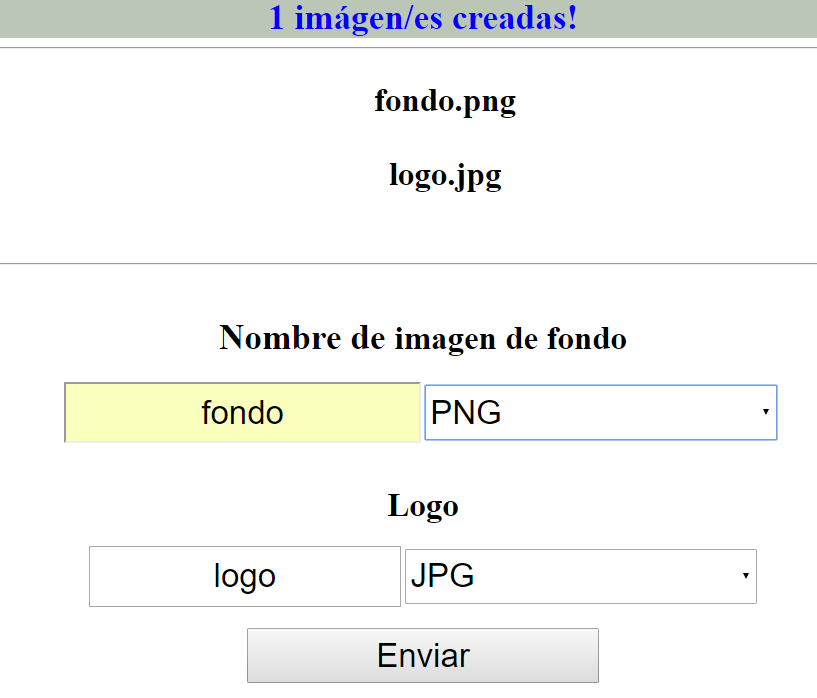 1 imágen/es creadas!
fondo.png
logo.jpg
Nombre de imagen de fondo
fondo PNG
Logo
logo JPG
Enviar